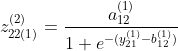 z_{22(1)}^{(2)} = \frac{a_{12}^{(1)}}{1 + e^{-(y_{21}^{(1)} - b_{12}^{(1)})}}